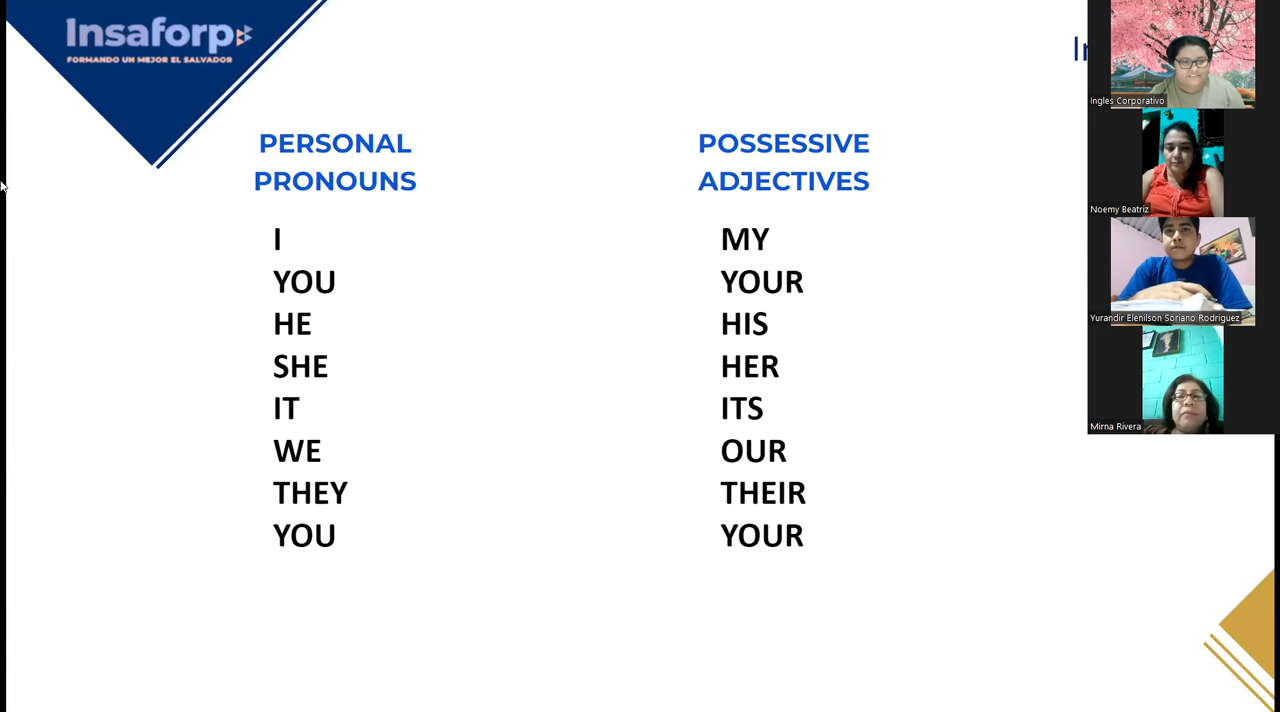 Insaforp
FORMANDO UN MEJOR EL SALVADOR
PERSONAL
PRONOUNS
I
YOU
HE
SHE
IT
WE
THEY
YOU
POSSESSIVE
ADJECTIVES
MY
YOUR
HIS
HER
ITS
OUR
THEIR
YOUR
Ingles Corporativo
Noemy Beatriz
Yurandir Elenilson Soriano Rodriguez
Mirna Rivera